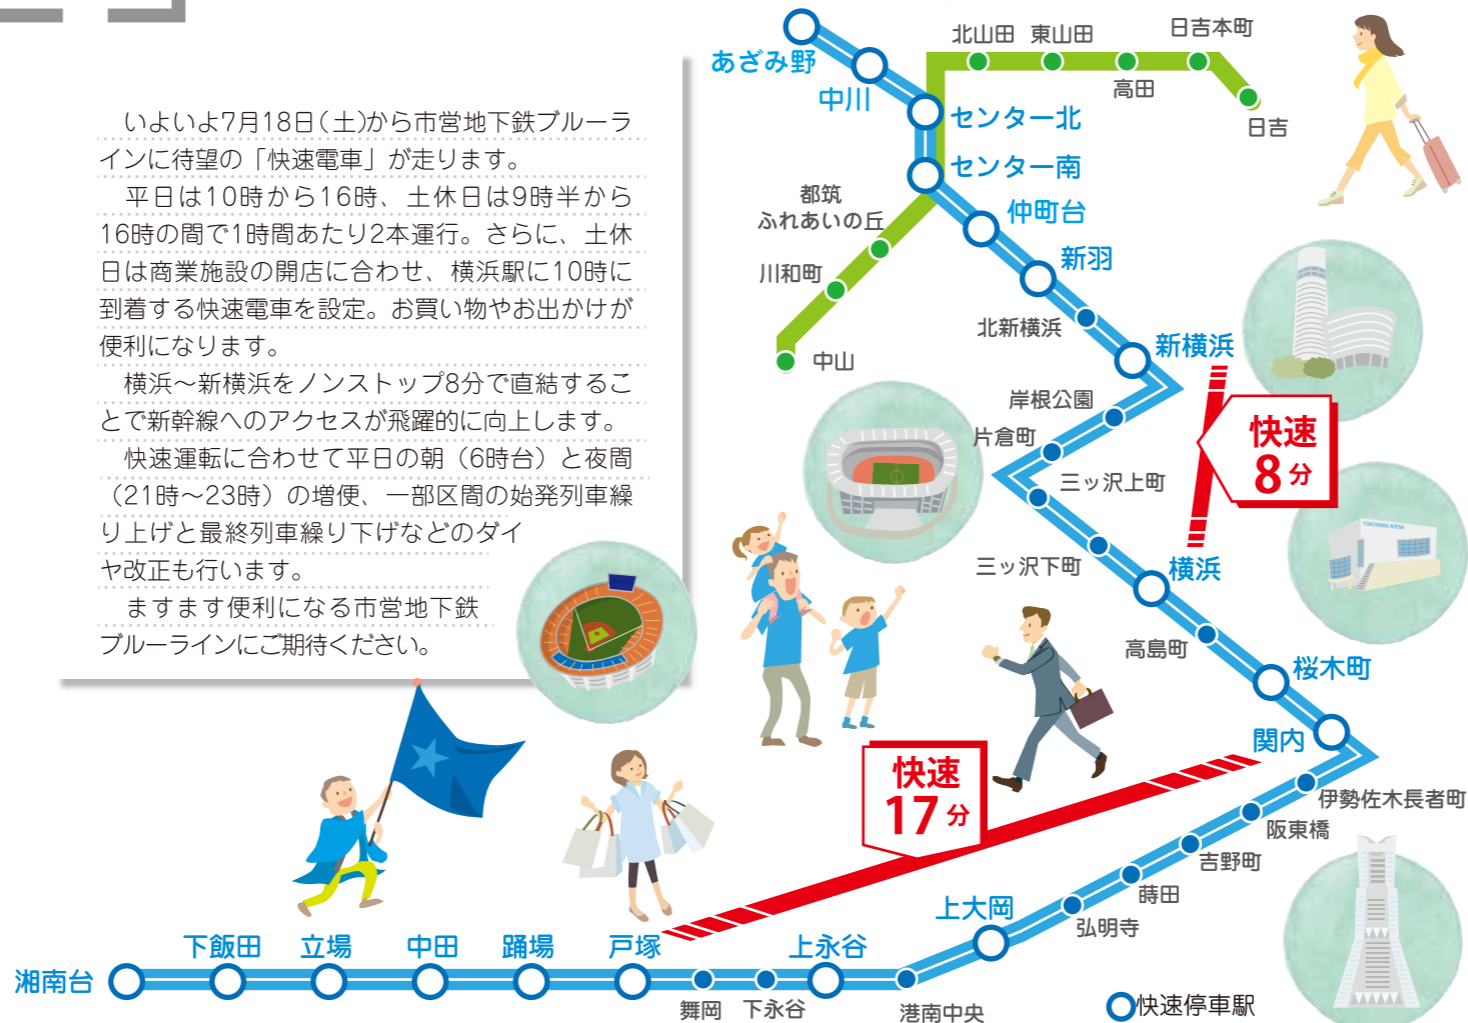 いよいよ7月18日(土)から市営地下鉄ブルーラ
インに待望の「快速電車」が走ります。
平日は10時から16時、土休日は9時半から
16時の間で1時間あたり2本運行。さらに、土休
日は商業施設の開店に合わせ、横浜駅に10時に
到着する快速電車を設定。お買い物やお出かけが
便利になります。
横浜～新横浜をノンストップ8分で直結するこ
とで新幹線へのアクセスが飛躍的に向上します。
快速運転に合わせて平日の朝（6時台）と夜間
（21時～23時）の増便、一部区間の始発列車繰
り上げと最終列車繰り下げなどのダイ
ヤ改正も行います。
ますます便利になる市営地下鉄
ブルーラインにご期待ください。
あざみ野
中川
センター北
センター南
仲町台
新羽
北新横浜
新横浜
岸根公園
片倉町
三ッ沢上町
三ッ沢下町
横浜
高島町
桜木町
関内
伊勢佐木長者町
阪東橋
吉野町
蒔田
弘明寺
上大岡
港南中央
上永谷
下永谷
舞岡
戸塚
踊場
中田
立場
下飯田
湘南台
北山田
東山田
高田
日吉本町
日吉
都筑
ふれあいの丘
川和町
中山
快速
8分
快速
17分
YOKOHAMA ARENA
快速停車駅